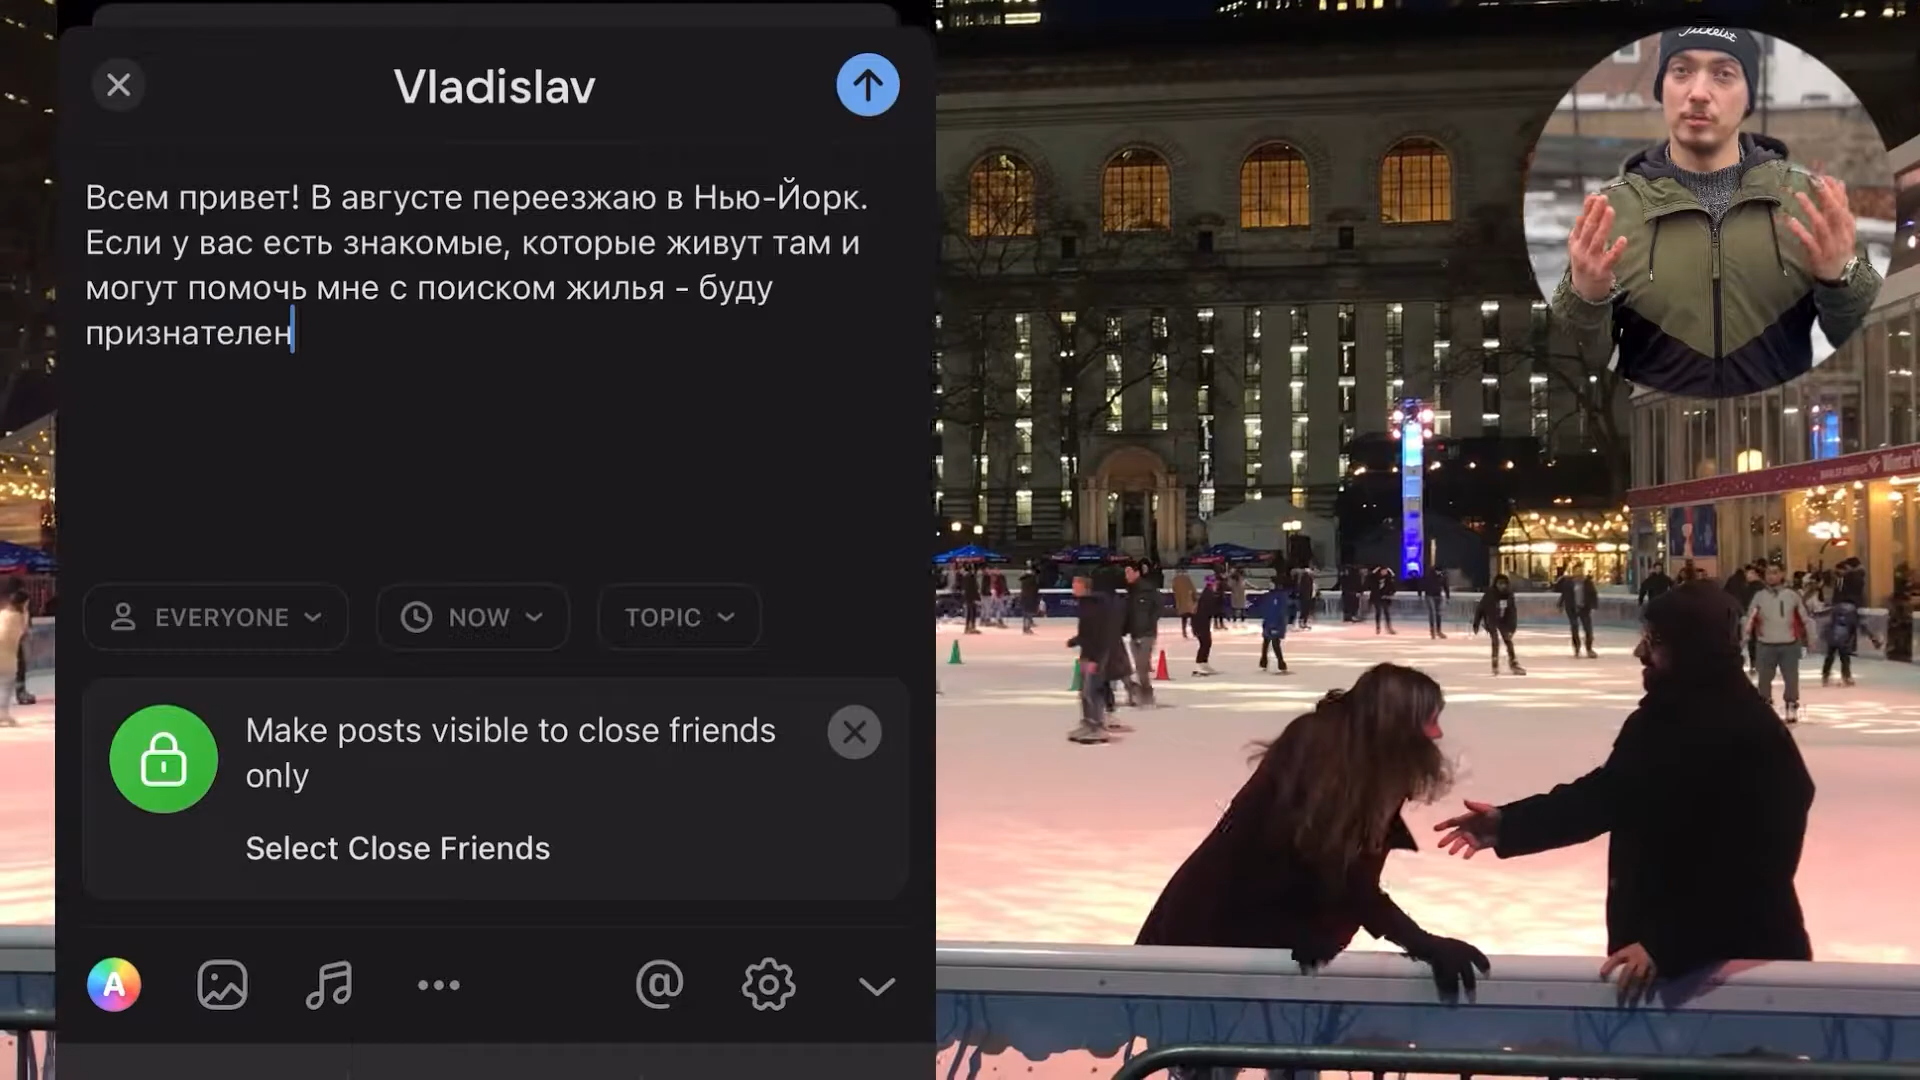 Vladislav
Всем привет! В августе переезжаю в Нью-Йорк.
Если у вас есть знакомые, которые живут там и
могут помочь мне с поиском жилья - буду
признателен
EVERYONE
NOW
TOPIC
Make posts visible to close friends
only
Select Close Friends
A
@